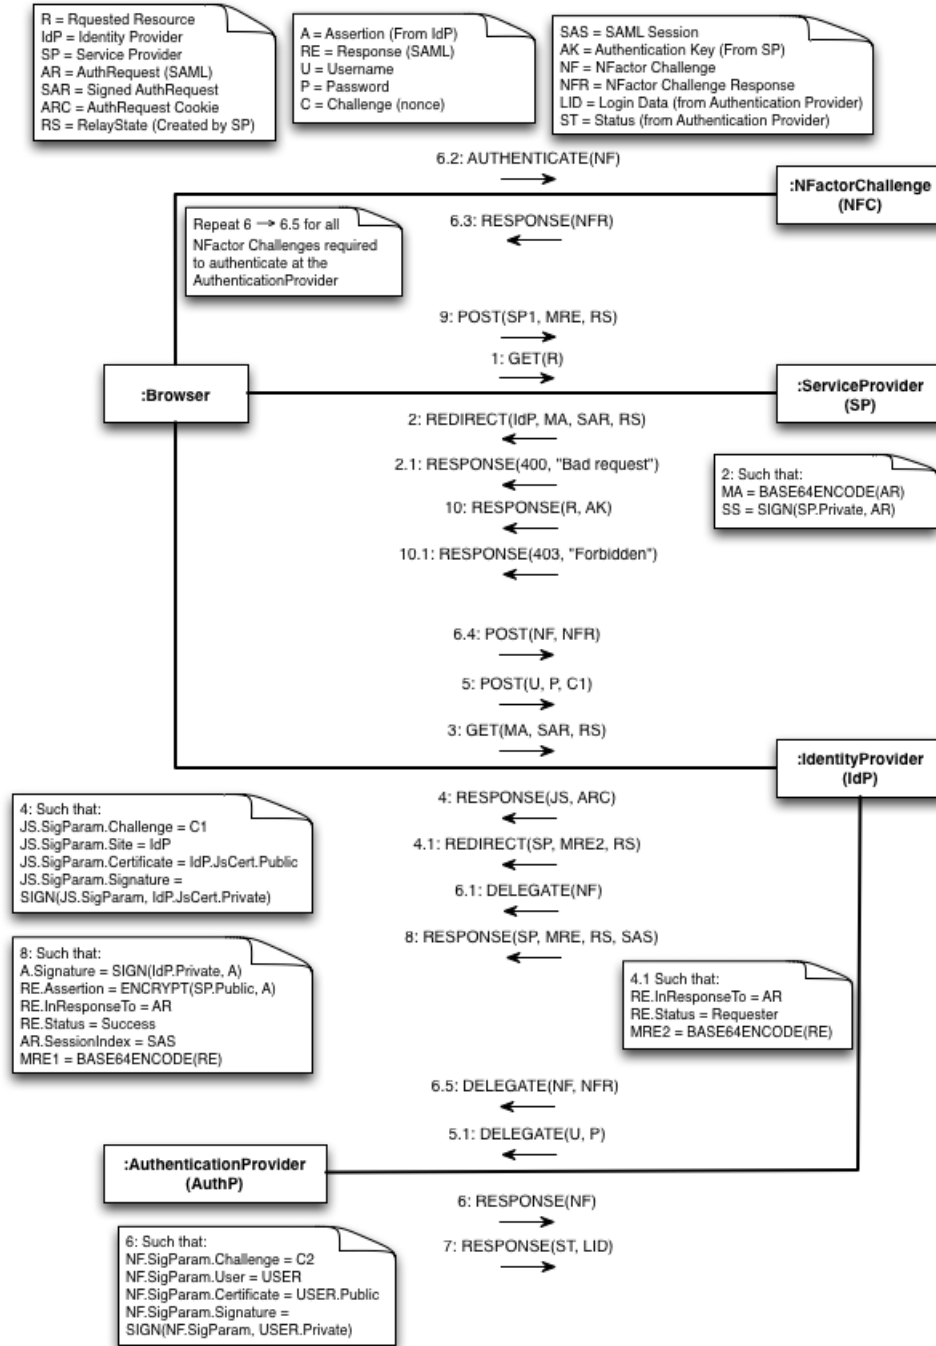 R = Rquested Resource
IdP = Identity Provider
SP = Service Provider
AR = AuthRequest (SAML)
SAR = Signed AuthRequest
ARC = AuthRequest Cookie
RS = RelayState (Created by SP)
A = Assertion (From IdP)
RE = Response (SAML)
U = Username
P = Password
C = Challenge (nonce)
SAS = SAML Session
AK = Authentication Key (From SP)
NF = NFactor Challenge
NFR = NFactor Challenge Response
LID = Login Data (from Authentication Provider)
ST = Status (from Authentication Provider)
6.2: AUTHENTICATE(NF)
:NFactorChallenge
(NFC)
Repeat 6 → 6.5 for all
NFactor Challenges required
to authenticate at the
AuthenticationProvider
6.3: RESPONSE(NFR)
9: POST(SP1, MRE, RS)
1: GET(R)
:Browser
:ServiceProvider
(SP)
2: REDIRECT(IdP, MA, SAR, RS)
2.1: RESPONSE(400, "Bad request")
10: RESPONSE(R, AK)
10.1: RESPONSE(403, "Forbidden")
2: Such that:
MA = BASE64ENCODE(AR)
SS = SIGN(SP.Private, AR)
6.4: POST(NF, NFR)
5: POST(U, P, C1)
3: GET(MA, SAR, RS)
:IdentityProvider
(IdP)
4: Such that:
JS.SigParam.Challenge = C1
JS.SigParam.Site = IdP
JS.SigParam.Certificate = IdP.JsCert.Public
JS.SigParam.Signature =
SIGN(JS.SigParam, IdP.JsCert.Private)
4: RESPONSE(JS, ARC)
4.1: REDIRECT(SP, MRE2, RS)
6.1: DELEGATE(NF)
8: RESPONSE(SP, MRE, RS, SAS)
8: Such that:
A.Signature = SIGN(IdP.Private, A)
RE.Assertion = ENCRYPT(SP.Public, A)
RE.InResponseTo = AR
RE.Status = Success
AR.SessionIndex = SAS
MRE1 = BASE64ENCODE(RE)
4.1 Such that:
RE.InResponseTo = AR
RE.Status = Requester
MRE2 = BASE64ENCODE(RE)
6.5: DELEGATE(NF, NFR)
5.1: DELEGATE(U, P)
:AuthenticationProvider
(AuthP)
6: RESPONSE(NF)
7: RESPONSE(ST, LID)
6: Such that:
NF.SigParam.Challenge = C2
NF.SigParam.User = USER
NF.SigParam.Certificate = USER.Public
NF.SigParam.Signature =
SIGN(NF.SigParam, USER.Private)